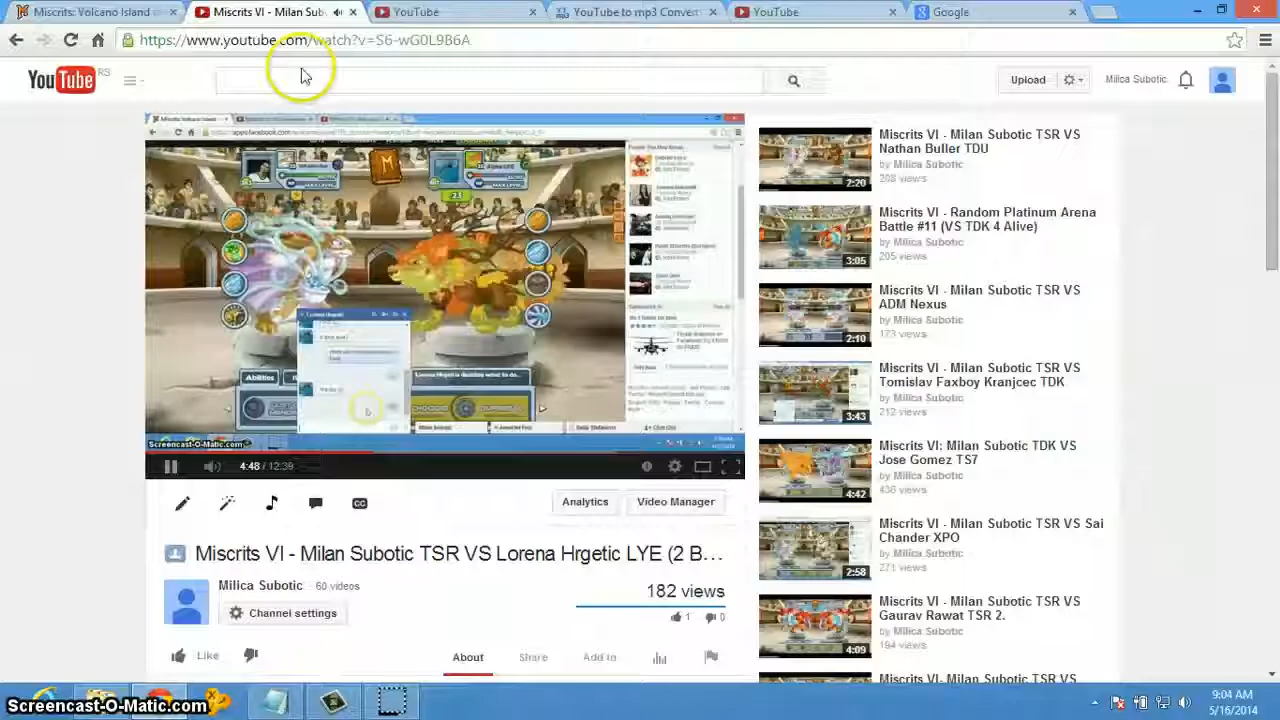 Miscrits Volcano Island
Miscrits VI - Milan Sub
YouTube
YouTube to mp3 Convert
YouTube
Google
https://www.youtube.com/watch?v=S6-wG0L9B6A
YouTube RS
Upload
Milica Subotic
Miscrits VI - Milan Subotic TSR VS
Nathan Buller TDU
by Milica Subotic
208 views
2:20
Miscrits VI - Random Platinum Arena
Battle #11 (VS TDK 4 Alive)
by Milica Subotic
205 views
3:05
Miscrits VI - Milan Subotic TSR VS
ADM Nexus
by Milica Subotic
173 views
2:10
Miscrits VI - Milan Subotic TSR VS
Tomislav Faxboy
TDK
by Milica Subotic
212 views
3:43
Miscrits VI: Milan Subotic TDK VS
Jose Gomez TS7
by Milica Subotic
4:42
Miscrits VI - Milan Subotic TSR VS Sai
Chander XPO
by Milica Subotic
271 views
2:58
Miscrits VI - Milan Subotic TSR VS
Gaurav Rawat TSR 2.
by Milica Subotic
194 views
4:09
Miscrits VI - Milan Subotic TSR VS
Abilities
Screencast-O-Matic.com
4:48 / 12:39
CC
Analytics
Video Manager
Miscrits VI - Milan Subotic TSR VS Lorena Hrgetic LYE (2 B...
Milica Subotic
60 videos
Channel settings
182 views
1
0
Like
About
Share
Add to
Screencast-O-Matic.com
9:04 AM
5/16/2014